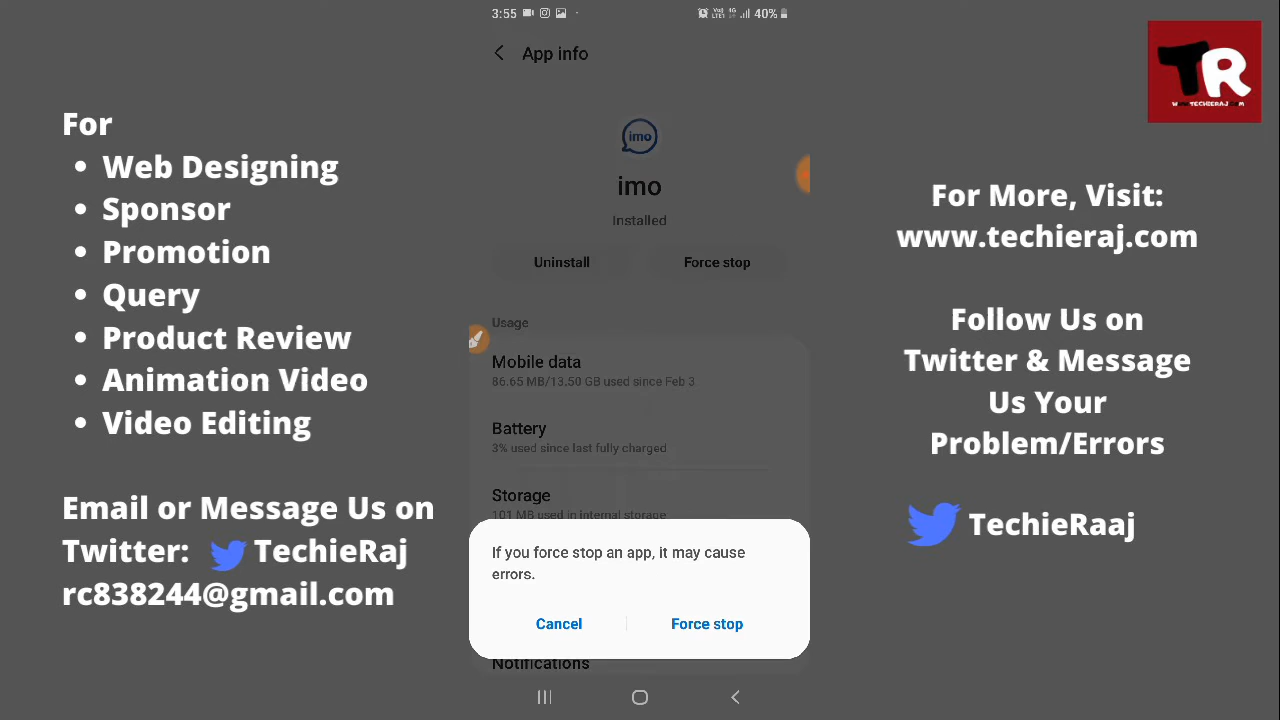 For
• Web Designing
• Sponsor
• Promotion
• Query
• Product Review
• Animation Video
• Video Editing
Email or Message Us on
Twitter: TechieRaj
rc838244@gmail.com
3:55
40%
App info
imo
imo
Installed
Uninstall
Force stop
Usage
Mobile data
86.65 MB/13.50 GB used since Feb 3
Battery
3% used since last fully charged
Storage
101 MB used in internal storage
If you force stop an app, it may cause
errors.
Cancel
Force stop
Notifications
TR
WWW.TECHIERAJ.COM
For More, Visit:
www.techieraj.com
Follow Us on
Twitter & Message
Us Your
Problem/Errors
TechieRaaj